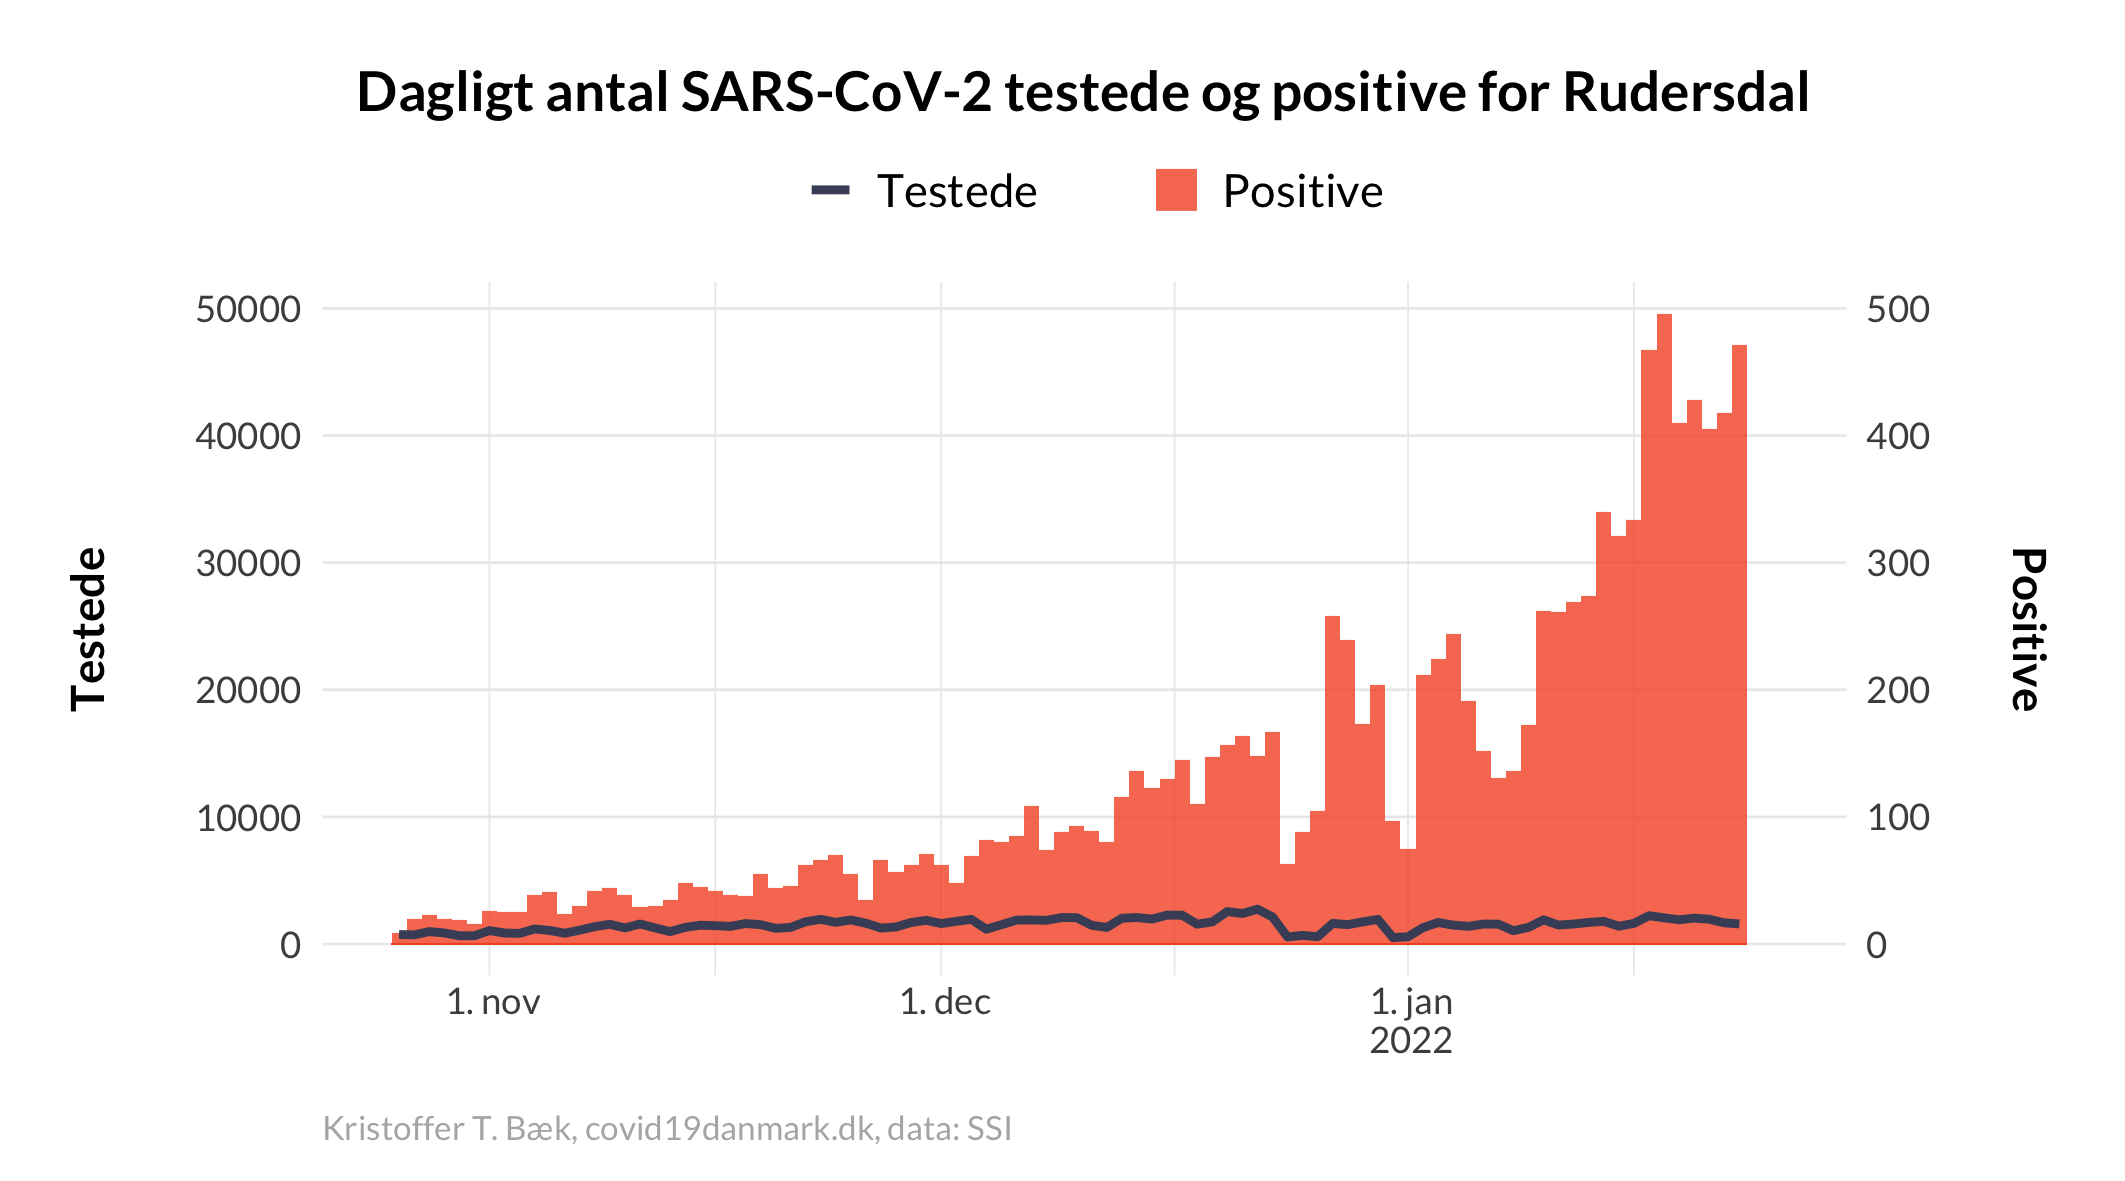 Dagligt antal SARS-CoV-2 testede og positive for Rudersdal
Testede
Positive
50000
40000
30000
20000
10000
0
500
400
300
200
100
0
Testede
Positive
1. nov
1. dec
1. jan
2022
Kristoffer T. Bæk, covid19danmark.dk, data: SSI